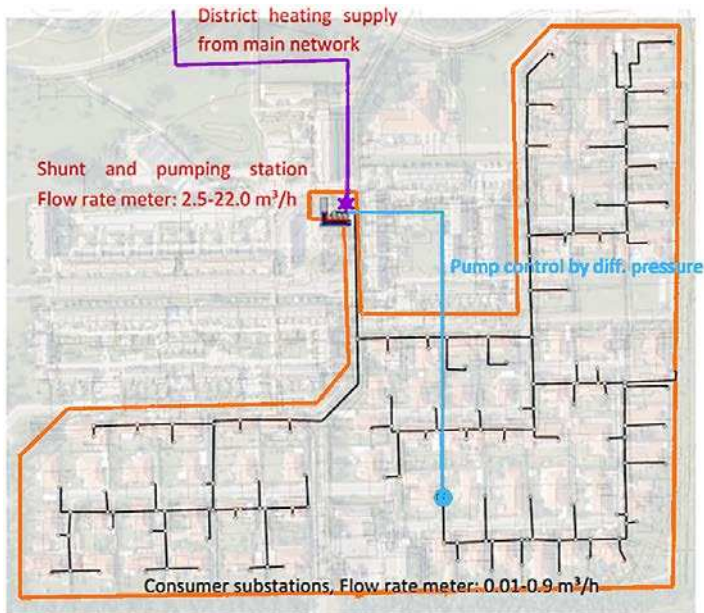 District heating supply
from main network
Shunt and pumping station
Flow rate meter: 2.5-22.0 m³/h
Pump control by diff. pressure
Consumer substations, Flow rate meter: 0.01-0.9 m³/h